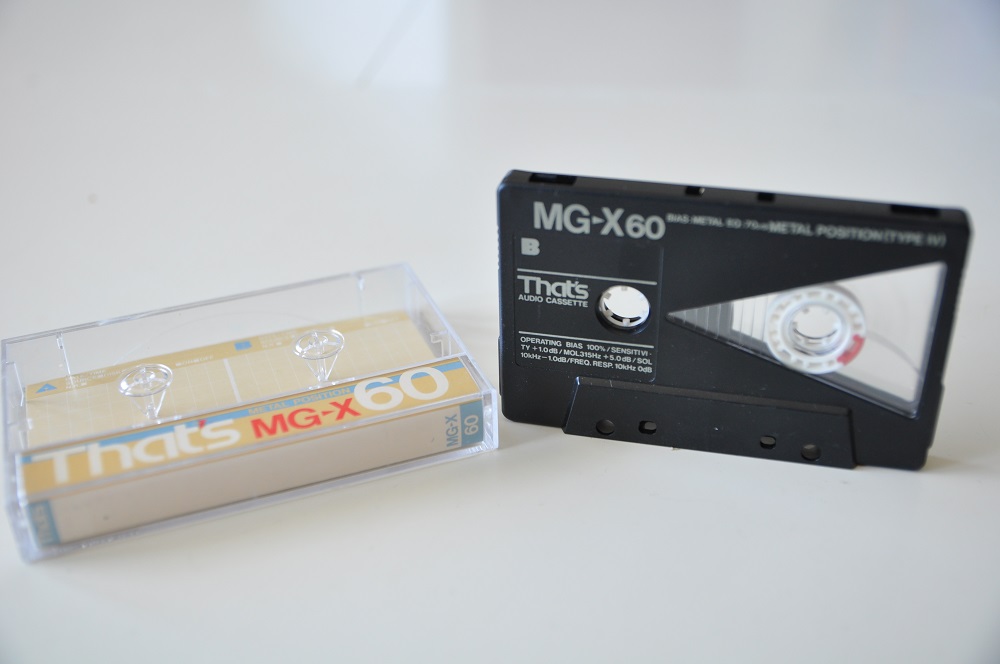 MG-X60 BIAS:METAL EQ:70μs METAL POSITION (TYPE IV)
B
That's
AUDIO CASSETTE
OPERATING BIAS 100%/SENSITIVI-
TY +1.0dB/MOL315Hz +5.0dB/SOL
10kHz-1.0dB/FREQ. RESP. 10kHz 0dB
METAL POSITION
That's MG-X 60
MG-X
60